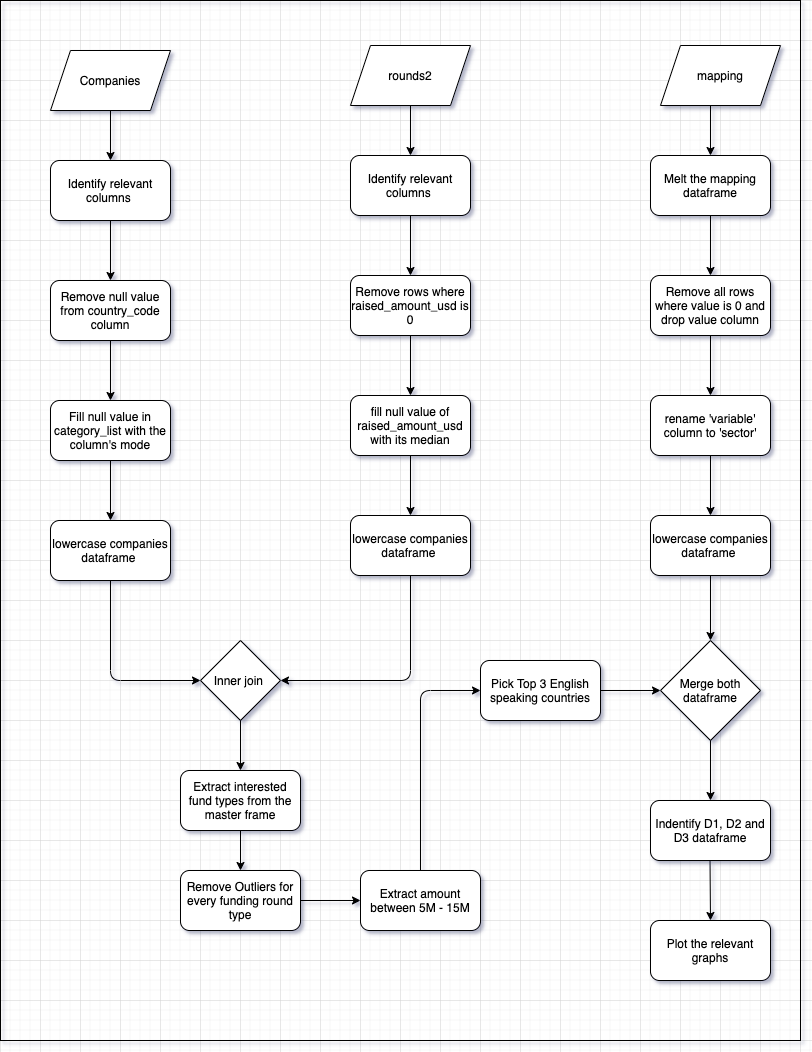 Companies
Identify relevant
columns
Remove null value
from country_code
column
Fill null value in
category_list with the
column's mode
lowercase companies
dataframe
rounds2
Identify relevant
columns
Remove rows where
raised_amount_usd is
0
fill null value of
raised_amount_usd
with its median
lowercase companies
dataframe
mapping
Melt the mapping
dataframe
Remove all rows
where value is 0 and
drop value column
rename 'variable'
column to 'sector'
lowercase companies
dataframe
Inner join
Extract interested
fund types from the
master frame
Remove Outliers for
every funding round
type
Extract amount
between 5M - 15M
Pick Top 3 English
speaking countries
Merge both
dataframe
Indentify D1, D2 and
D3 dataframe
Plot the relevant
graphs